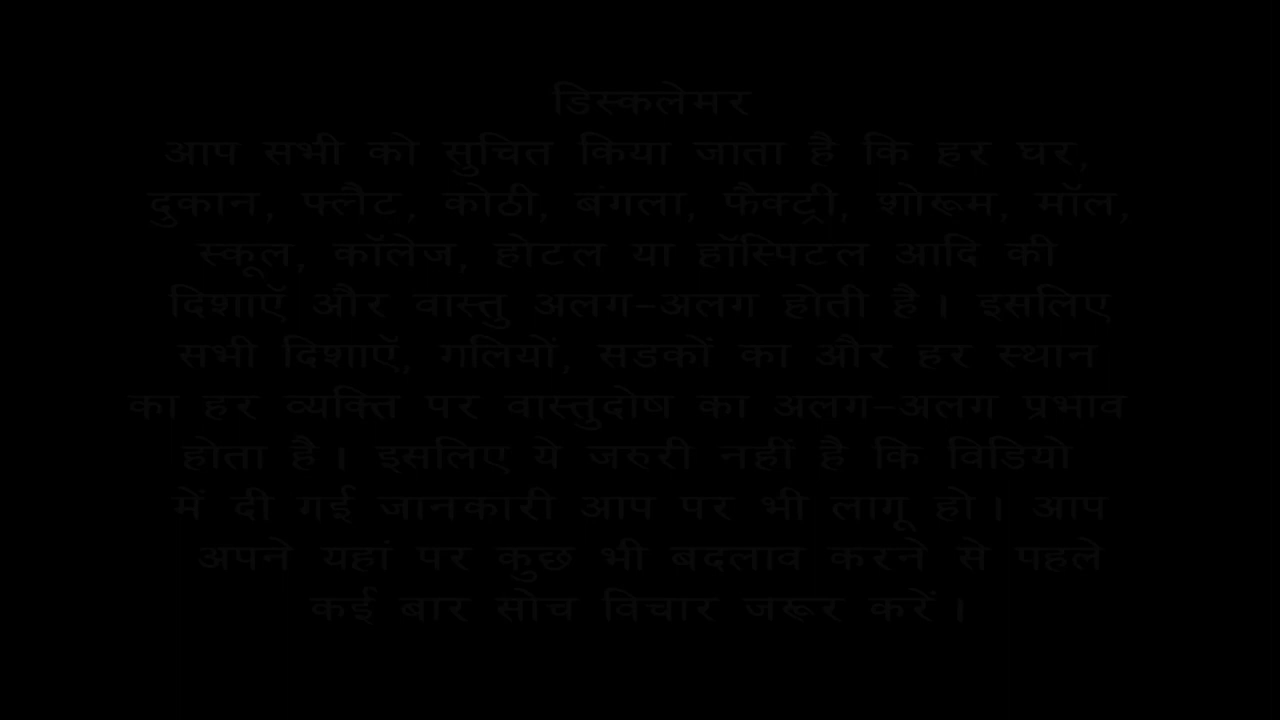 डिस्कलेमर
आप सभी को सुचित किया जाता है कि हर घर,
दुकान, फ्लैट, कोठी, बंगला, फैक्ट्री, शोरूम, मॉल,
स्कूल, कॉलेज, होटल या हॉस्पिटल आदि की
दिशाऍ और वास्तु अलग–अलग होती है। इसलिए
सभी दिशाऍ, गलियों, सडकों का और हर स्थान
का हर व्यक्ति पर वास्तुदोष का अलग–अलग प्रभाव
होता है। इसलिए ये जरुरी नहीं है कि विडियो
में दी गई जानकारी आप पर भी लागू हो। आप
अपने यहां पर कुछ भी बदलाव करने से पहले
कई बार सोच विचार जरूर करें।